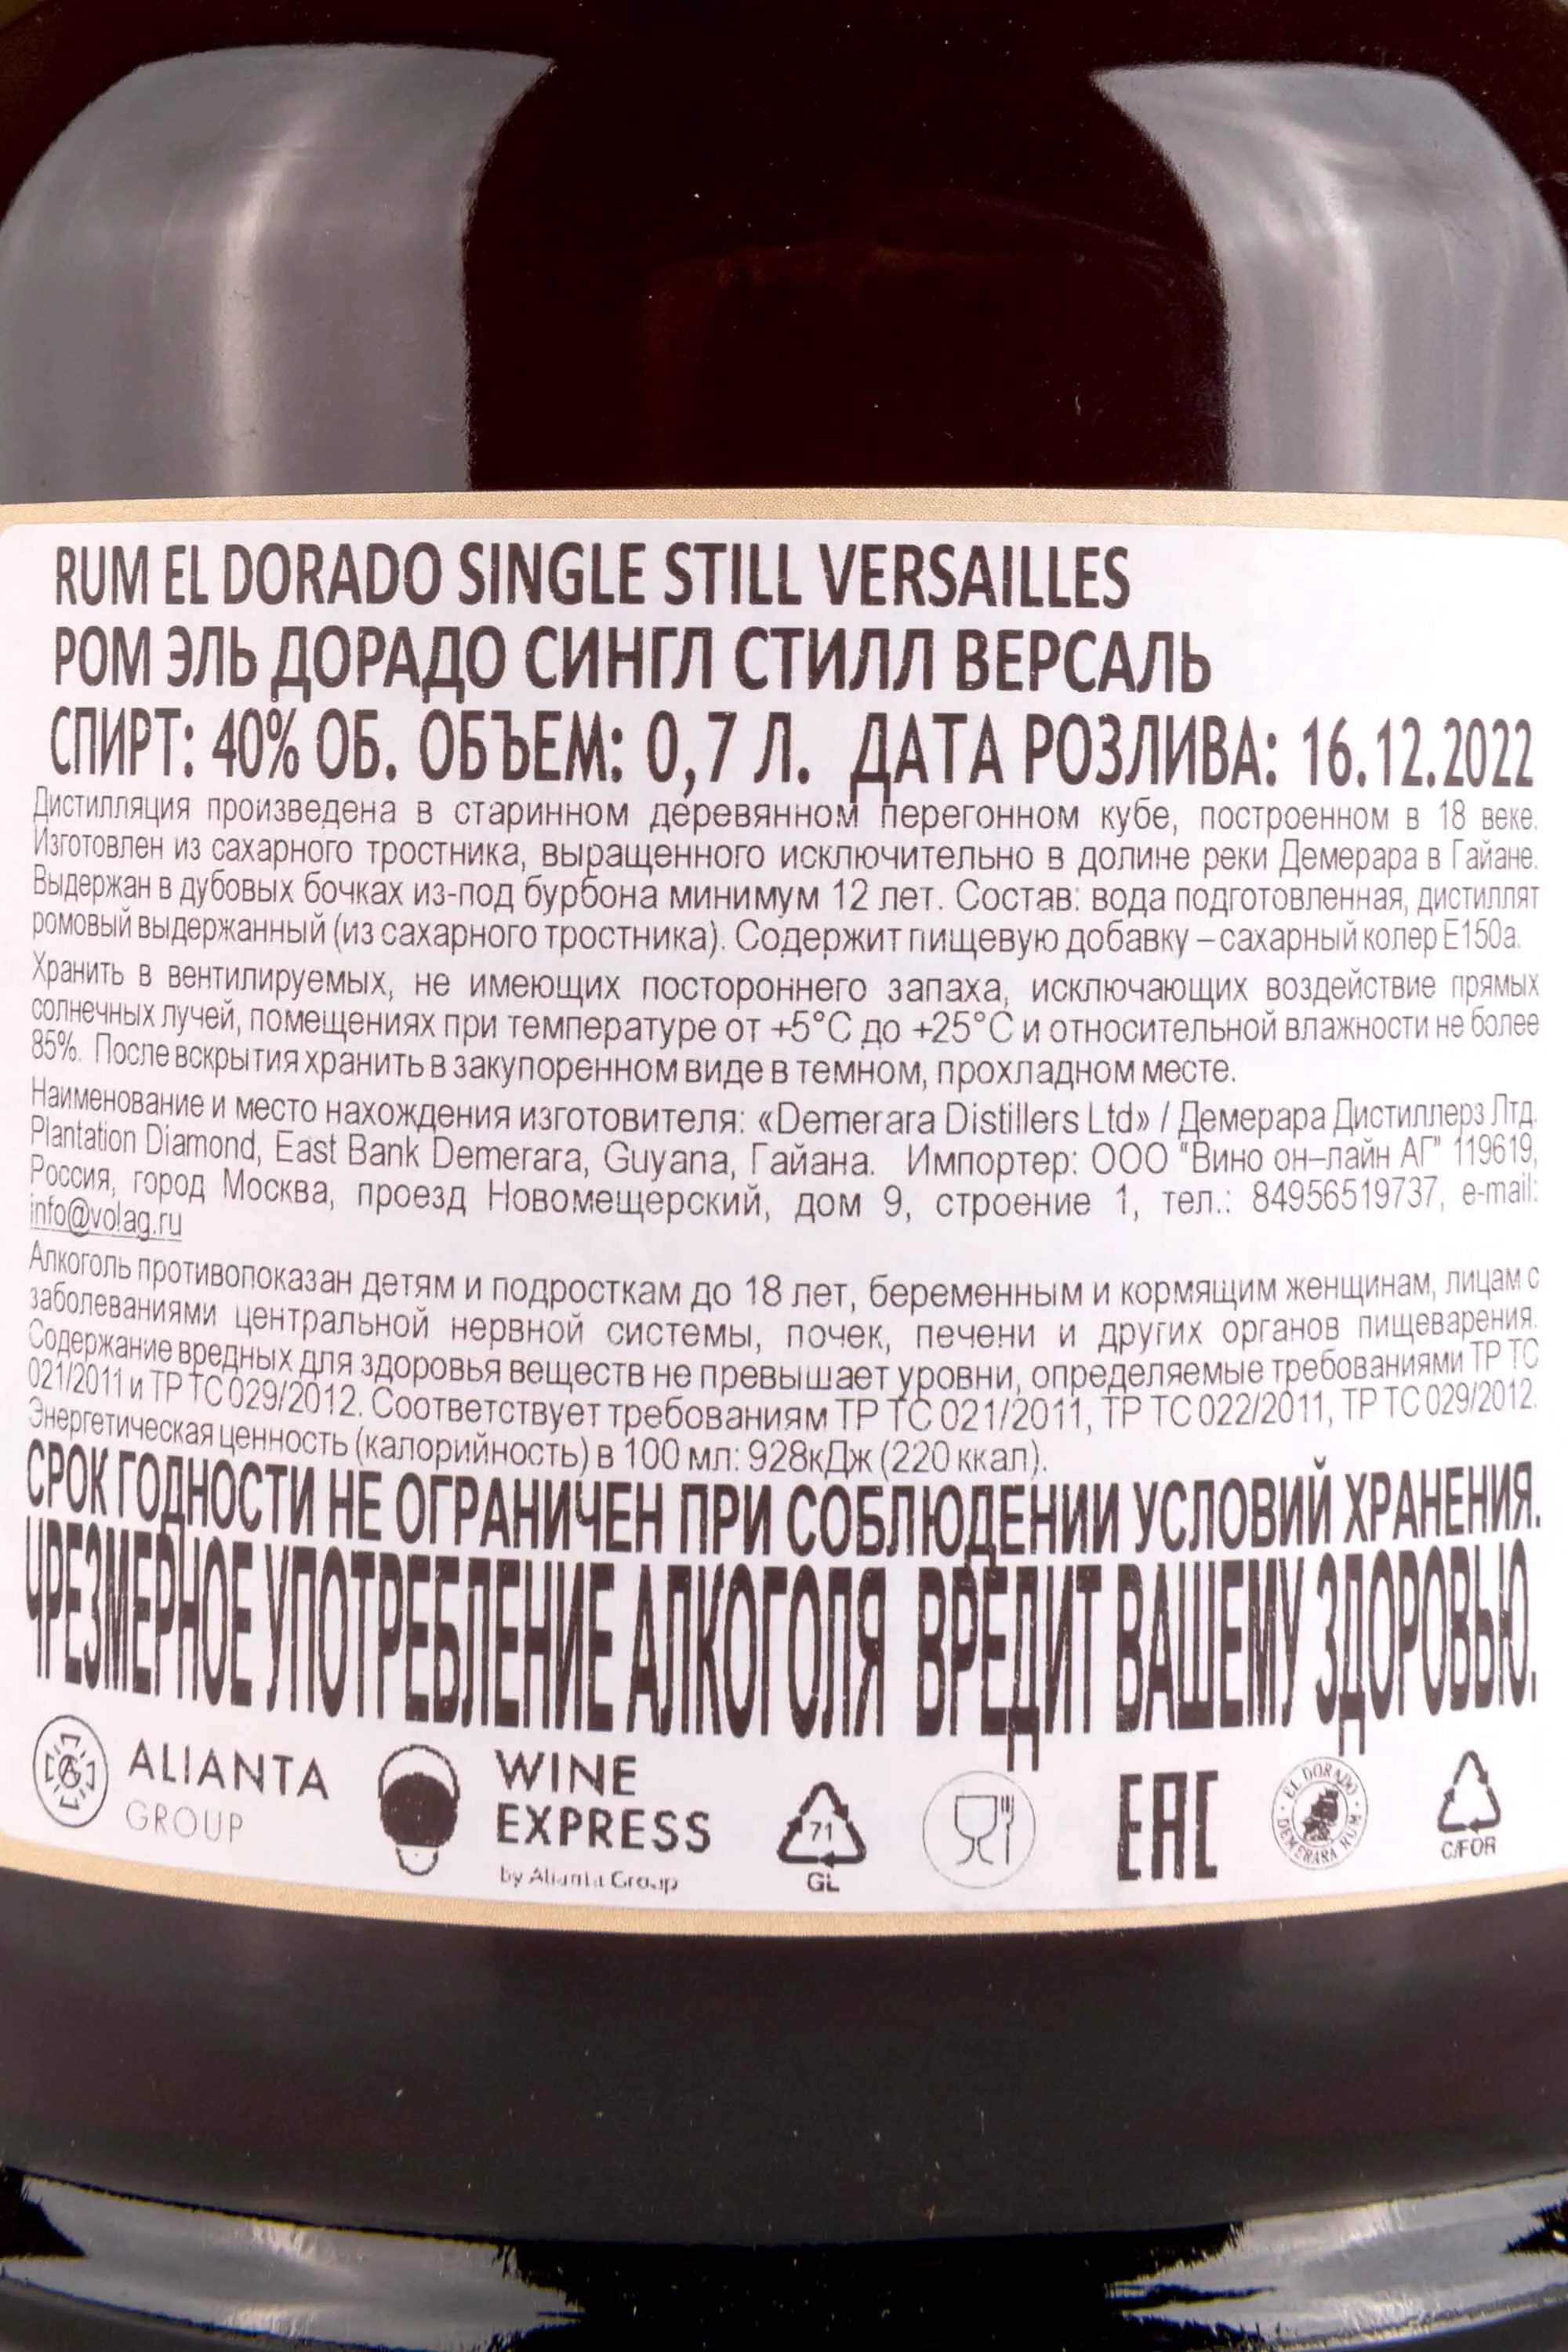 RUM EL DORADO SINGLE STILL VERSAILLES
РОМ ЭЛЬ ДОРАДО СИНГЛ СТИЛЛ ВЕРСАЛЬ
СПИРТ: 40% ОБ. ОБЪЕМ: 0,7 Л. ДАТА РОЗЛИВА: 16.12.2022
Дистилляция произведена в старинном деревянном перегонном кубе, построенном в 18 веке.
Изготовлен из сахарного тростника, выращенного исключительно в долине реки Демерара в Гайане.
Выдержан в дубовых бочках из-под бурбона минимум 12 лет. Состав: вода подготовленная, дистиллят
ромовый выдержанный (из сахарного тростника). Содержит пищевую добавку – сахарный колер Е150а.
Хранить в вентилируемых, не имеющих постороннего запаха, исключающих воздействие прямых
солнечных лучей, помещениях при температуре от +5°С до +25°С и относительной влажности не более
85%. После вскрытия хранить в закупоренном виде в темном, прохладном месте.
Наименование и место нахождения изготовителя: «Demerara Distillers Ltd» / Демерара Дистиллерз Лтд.
Plantation Diamond, East Bank Demerara, Guyana, Гайана. Импортер: ООО "Вино он–лайн АГ" 119619,
Россия, город Москва, проезд Новомещерский, дом 9, строение 1, тел.: 84956519737, e-mail:
info@volag.ru
Алкоголь противопоказан детям и подросткам до 18 лет, беременным и кормящим женщинам, лицам с
заболеваниями центральной нервной системы, почек, печени и других органов пищеварения.
Содержание вредных для здоровья веществ не превышает уровни, определяемые требованиями ТР ТС
021/2011 и ТР ТС 029/2012. Соответствует требованиям ТР ТС 021/2011, ТР ТС 022/2011, ТР ТС 029/2012.
Энергетическая ценность (калорийность) в 100 мл: 928кДж (220 ккал).
СРОК ГОДНОСТИ НЕ ОГРАНИЧЕН ПРИ СОБЛЮДЕНИИ УСЛОВИЙ ХРАНЕНИЯ.
ЧРЕЗМЕРНОЕ УПОТРЕБЛЕНИЕ АЛКОГОЛЯ ВРЕДИТ ВАШЕМУ ЗДОРОВЬЮ.
ALIANTA
GROUP
WINE
EXPRESS
by Alianta Group
71
GL
EAC
EL DORADO
DEMERARA RUM
C/FOR